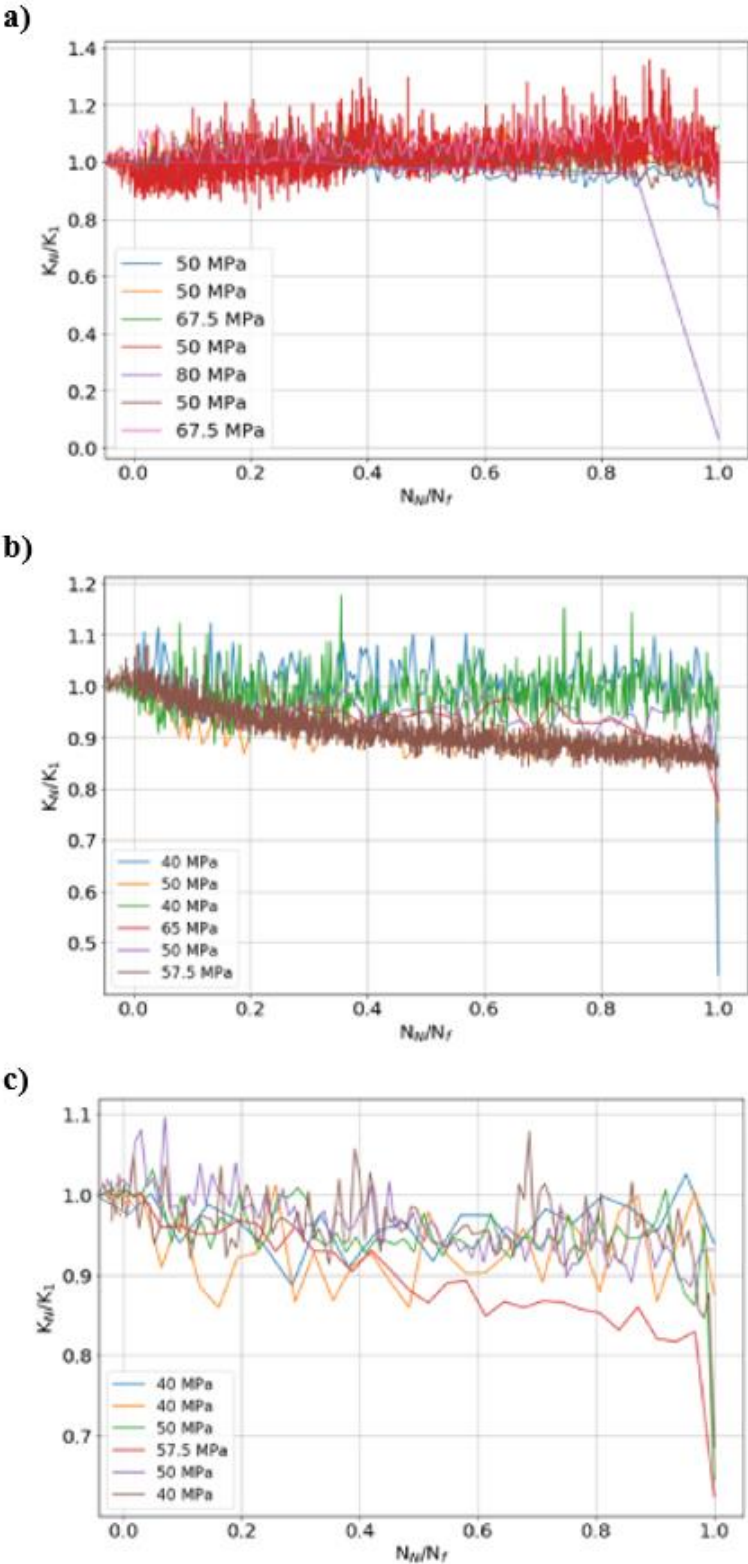 a)
1.4
1.2
1.0
0.8
0.6
0.4
0.2
0.0
K_N/K_1
50 MPa
50 MPa
67.5 MPa
50 MPa
80 MPa
50 MPa
67.5 MPa
0.0 0.2 0.4 0.6 0.8 1.0
N_N/N_f
b)
1.2
1.1
1.0
0.9
0.8
0.7
0.6
0.5
K_N/K_1
40 MPa
50 MPa
40 MPa
65 MPa
50 MPa
57.5 MPa
0.0 0.2 0.4 0.6 0.8 1.0
N_N/N_f
c)
1.1
1.0
0.9
0.8
0.7
K_N/K_1
40 MPa
40 MPa
50 MPa
57.5 MPa
50 MPa
40 MPa
0.0 0.2 0.4 0.6 0.8 1.0
N_N/N_f